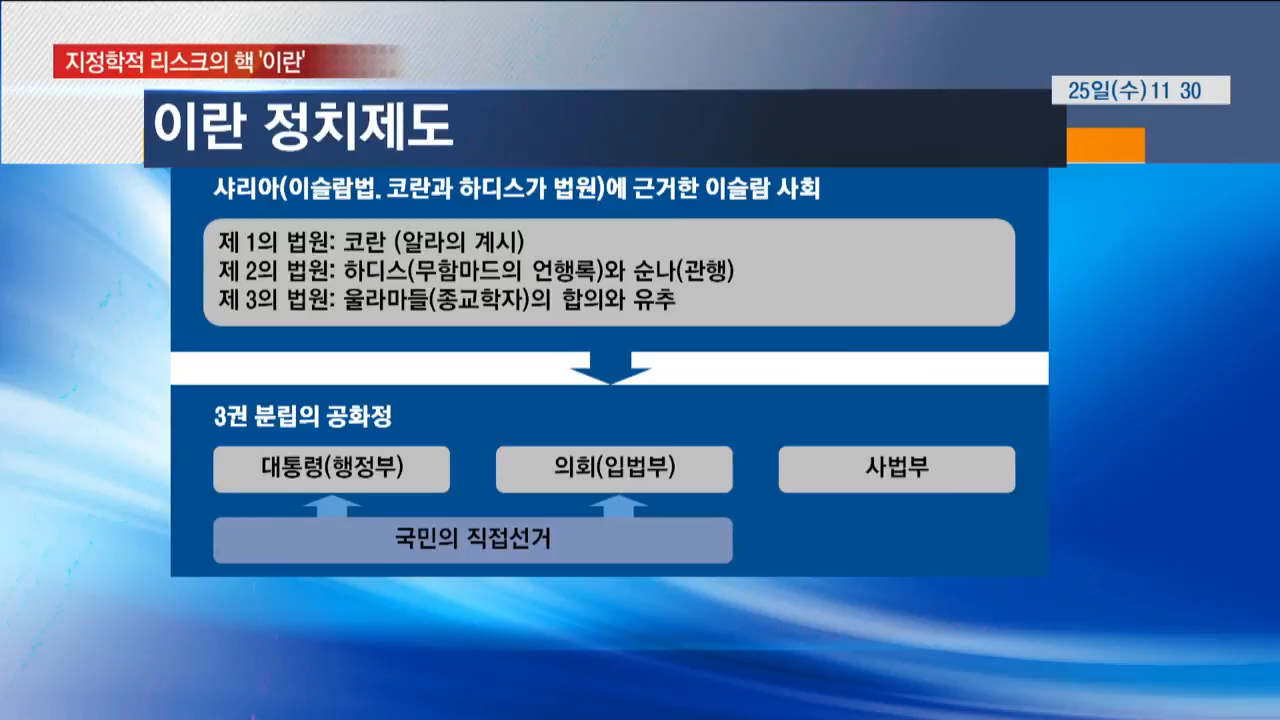 지정학적 리스크의 핵 '이란'
25일(수) 11 30
이란 정치제도
샤리아(이슬람법. 코란과 하디스가 법원)에 근거한 이슬람 사회
제 1의 법원: 코란 (알라의 계시)
제 2의 법원: 하디스(무함마드의 언행록)와 순나(관행)
제 3의 법원: 울라마들(종교학자)의 합의와 유추
3권 분립의 공화정
대통령(행정부)
의회(입법부)
사법부
국민의 직접선거